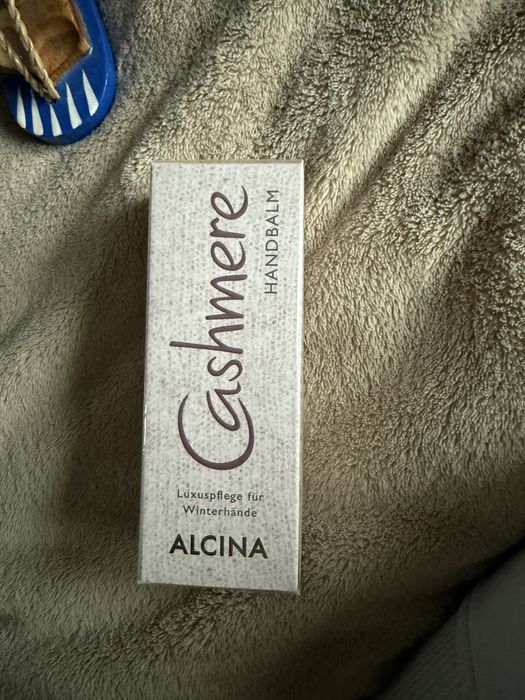 Cashmere
HANDBALM
Luxuspflege für
Winterhände
ALCINA